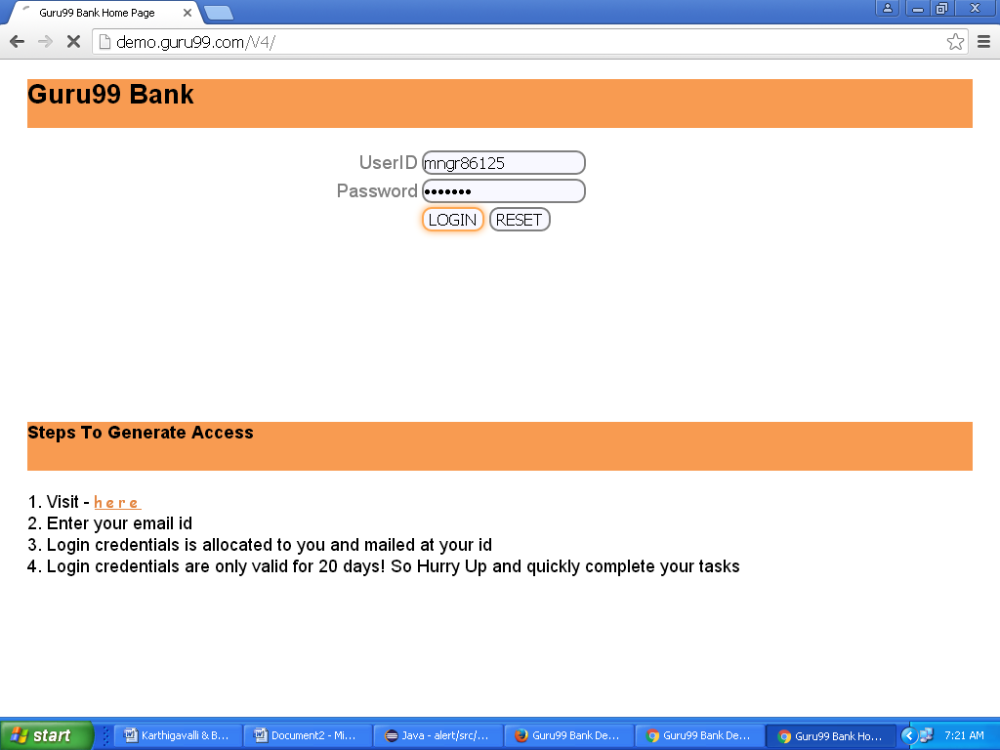 Guru99 Bank Home Page
demo.guru99.com/V4/
Guru99 Bank
UserID mngr86125
Password •••••••
LOGIN RESET
Steps To Generate Access
1. Visit - here
2. Enter your email id
3. Login credentials is allocated to you and mailed at your id
4. Login credentials are only valid for 20 days! So Hurry Up and quickly complete your tasks
start Karthigavalli & B... Document2 - Mi... Java - alert/src/... Guru99 Bank De... Guru99 Bank De... Guru99 Bank Ho... 7:21 AM